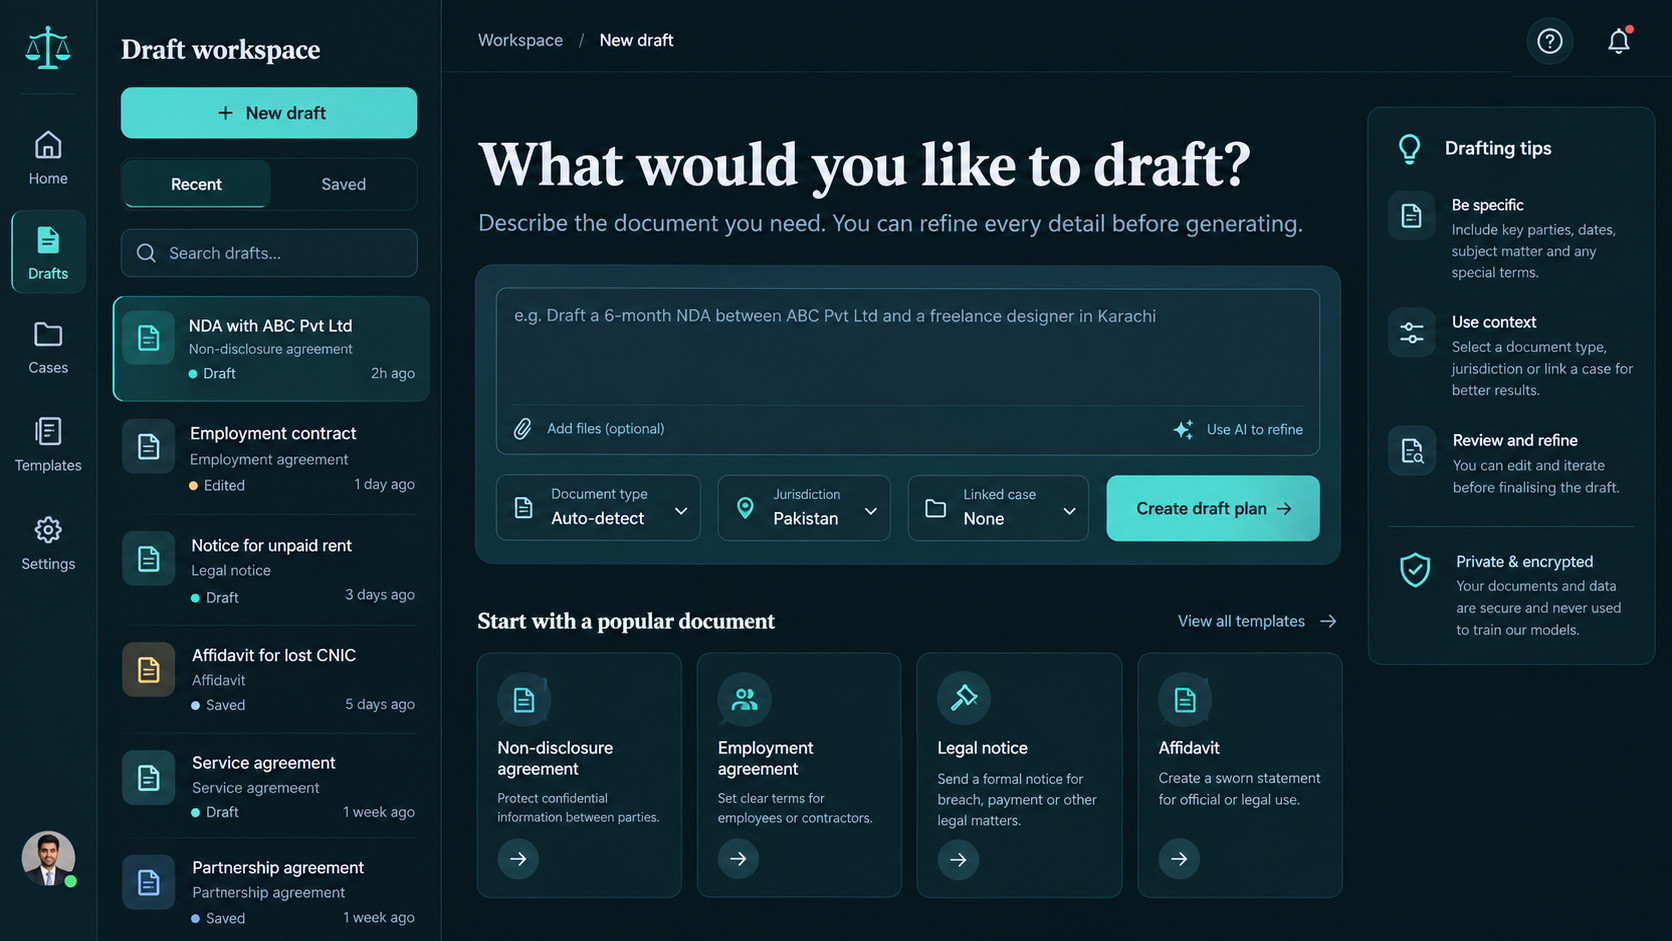 Home
Drafts
Cases
Templates
Settings
Draft workspace
+ New draft
Recent
Saved
Search drafts...
NDA with ABC Pvt Ltd
Non-disclosure agreement
Draft
2h ago
Employment contract
Employment agreement
Edited
1 day ago
Notice for unpaid rent
Legal notice
Draft
3 days ago
Affidavit for lost CNIC
Affidavit
Saved
5 days ago
Service agreement
Service agremeent
Draft
1 week ago
Partnership agreement
Partnership agreement
Saved
1 week ago
Workspace / New draft
What would you like to draft?
Describe the document you need. You can refine every detail before generating.
e.g. Draft a 6-month NDA between ABC Pvt Ltd and a freelance designer in Karachi
Add files (optional)
Use AI to refine
Document type
Auto-detect
Jurisdiction
Pakistan
Linked case
None
Create draft plan →
Start with a popular document
View all templates →
Non-disclosure
agreement
Protect confidential
information between parties.
Employment
agreement
Set clear terms for
employees or contractors.
Legal notice
Send a formal notice for
breach, payment or other
legal matters.
Affidavit
Create a sworn statement
for official or legal use.
Drafting tips
Be specific
Include key parties, dates,
subject matter and any
special terms.
Use context
Select a document type,
jurisdiction or link a case for
better results.
Review and refine
You can edit and iterate
before finalising the draft.
Private & encrypted
Your documents and data
are secure and never used
to train our models.